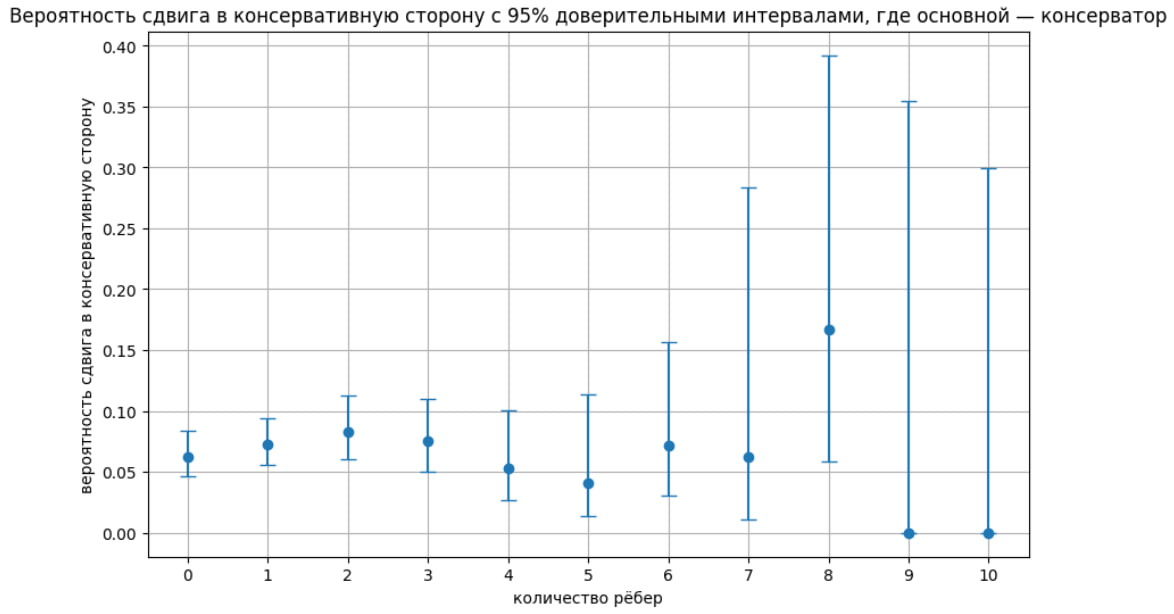 Вероятность сдвига в консервативную сторону с 95% доверительными интервалами, где основной — консерватор
вероятность сдвига в консервативную сторону
0.40
0.35
0.30
0.25
0.20
0.15
0.10
0.05
0.00
0 1 2 3 4 5 6 7 8 9 10
количество рёбер